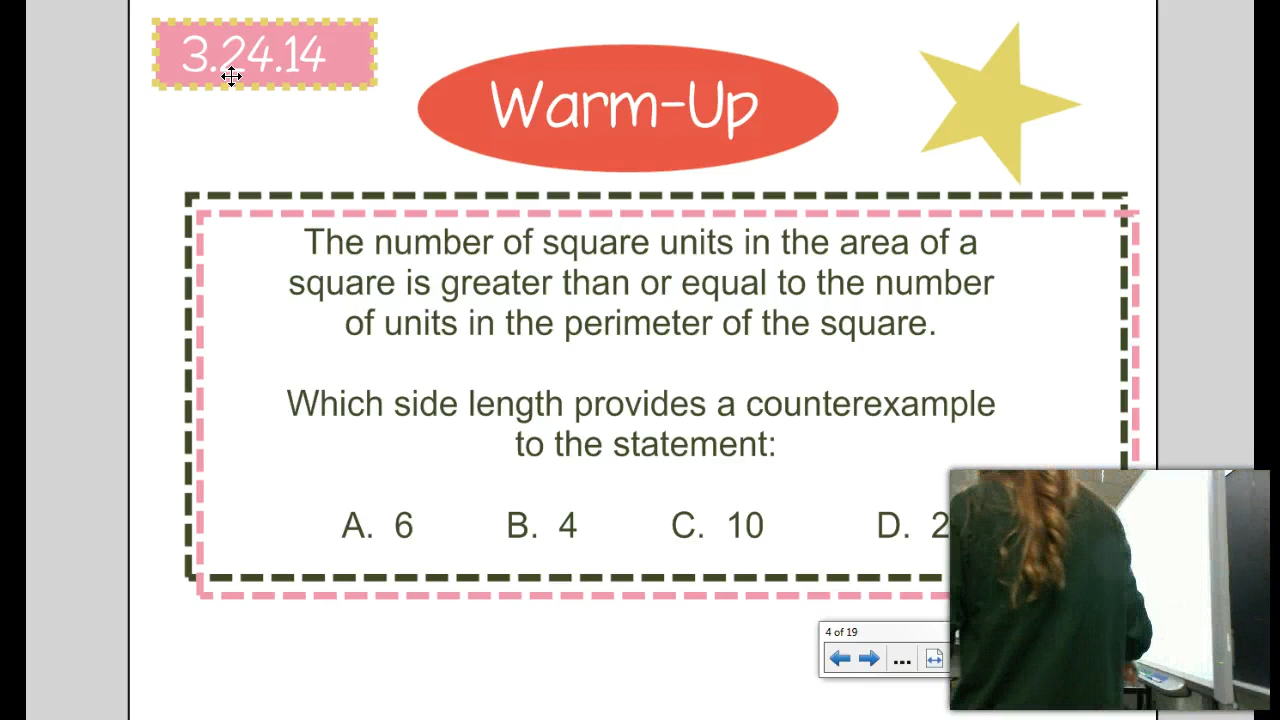 3.24.14
Warm-Up
The number of square units in the area of a
square is greater than or equal to the number
of units in the perimeter of the square.
Which side length provides a counterexample
to the statement:
A. 6 B. 4 C. 10 D. 2
4 of 19
...